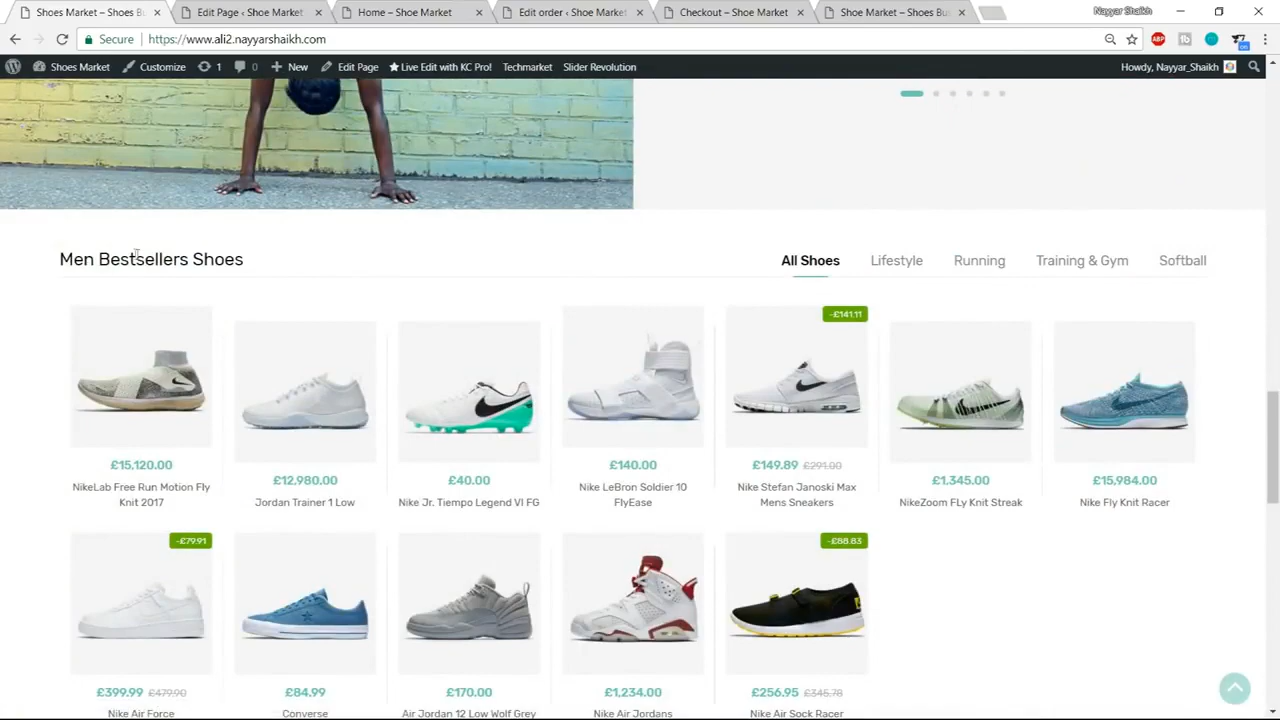 Shoes Market – Shoes Bu
Edit Page ‹ Shoe Market
Home – Shoe Market
Edit order ‹ Shoe Market
Checkout – Shoe Market
Shoe Market – Shoes Bu
Nayyar Shaikh
Secure
https://www.ali2.nayyarshaikh.com
ABP
Shoes Market
Customize
1
0
New
Edit Page
Live Edit with KC Pro!
Techmarket
Slider Revolution
Howdy, Nayyar_Shaikh
Men Bestsellers Shoes
All Shoes
Lifestyle
Running
Training & Gym
Softball
-£141.11
£15,120.00
NikeLab Free Run Motion Fly
Knit 2017
£12,980.00
Jordan Trainer 1 Low
£40.00
Nike Jr. Tiempo Legend VI FG
£140.00
Nike LeBron Soldier 10
FlyEase
£149.89 £291.00
Nike Stefan Janoski Max
Mens Sneakers
£1,345.00
NikeZoom FLy Knit Streak
£15,984.00
Nike Fly Knit Racer
-£79.91
-£88.83
£399.99 £479.90
Nike Air Force
£84.99
Converse
£170.00
Air Jordan 12 Low Wolf Grey
£1,234.00
Nike Air Jordans
£256.95 £345.78
Nike Air Sock Racer